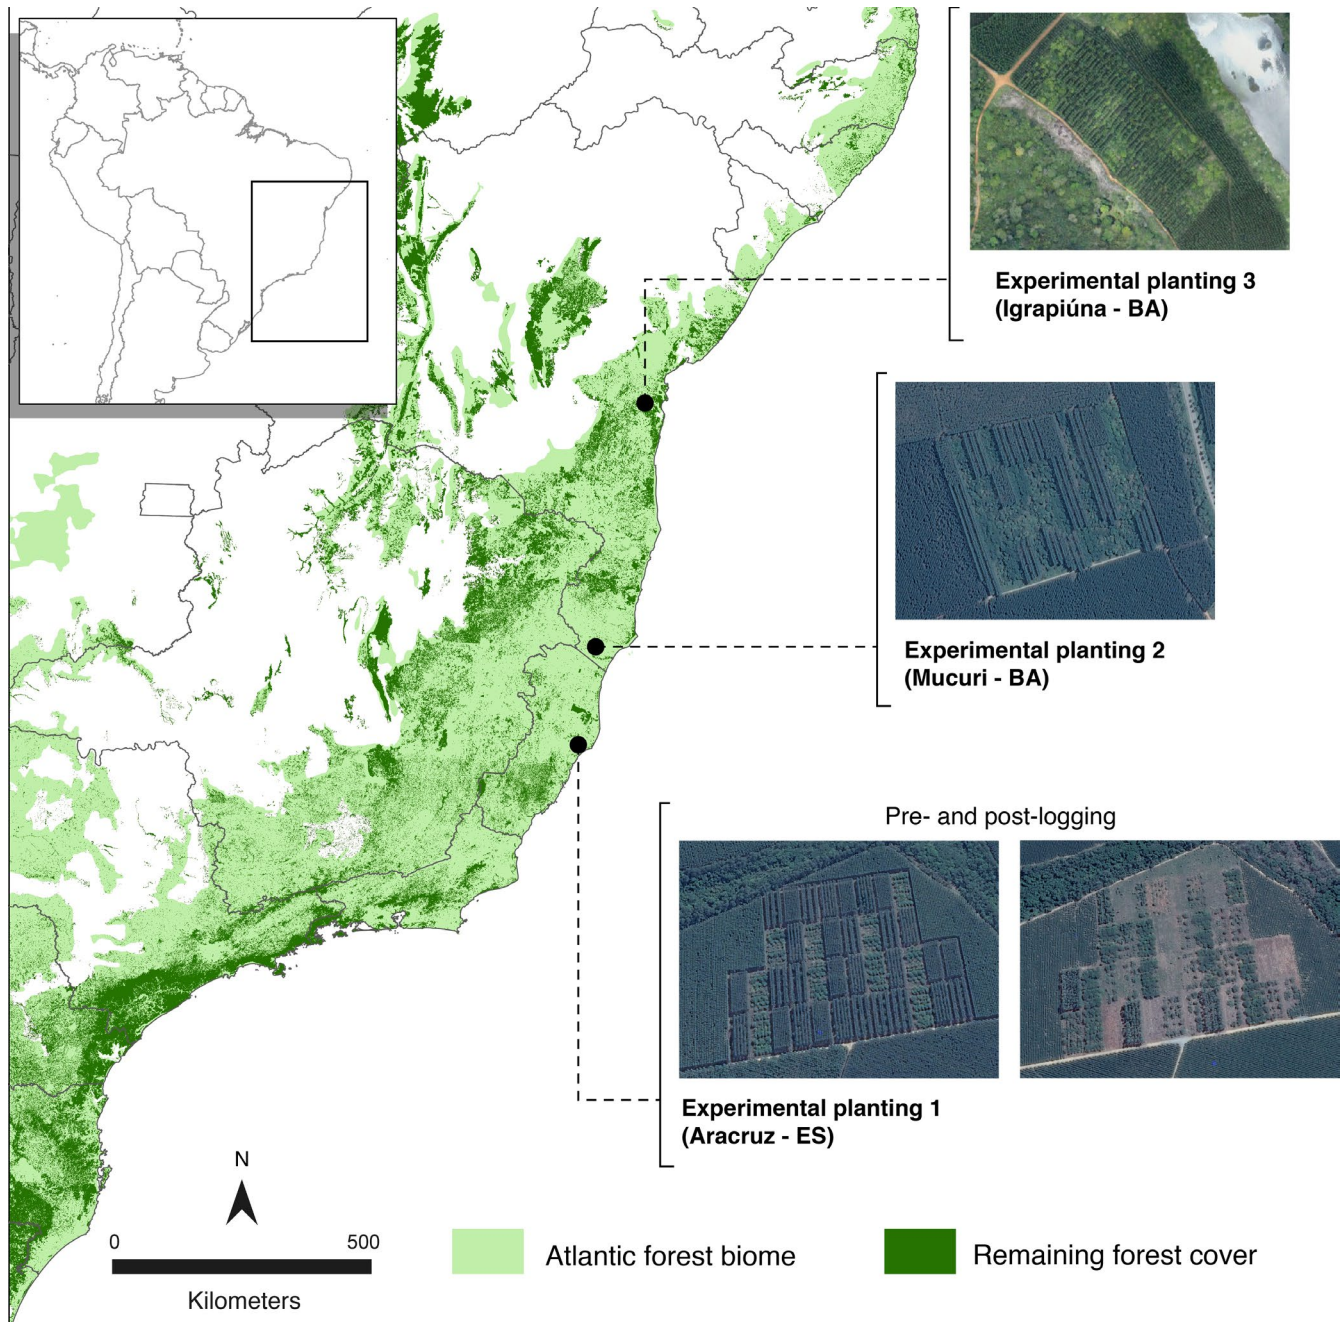 Experimental planting 3
(Igrapiúna - BA)
Experimental planting 2
(Mucuri - BA)
Pre- and post-logging
Experimental planting 1
(Aracruz - ES)
N
0 500
Kilometers
Atlantic forest biome
Remaining forest cover